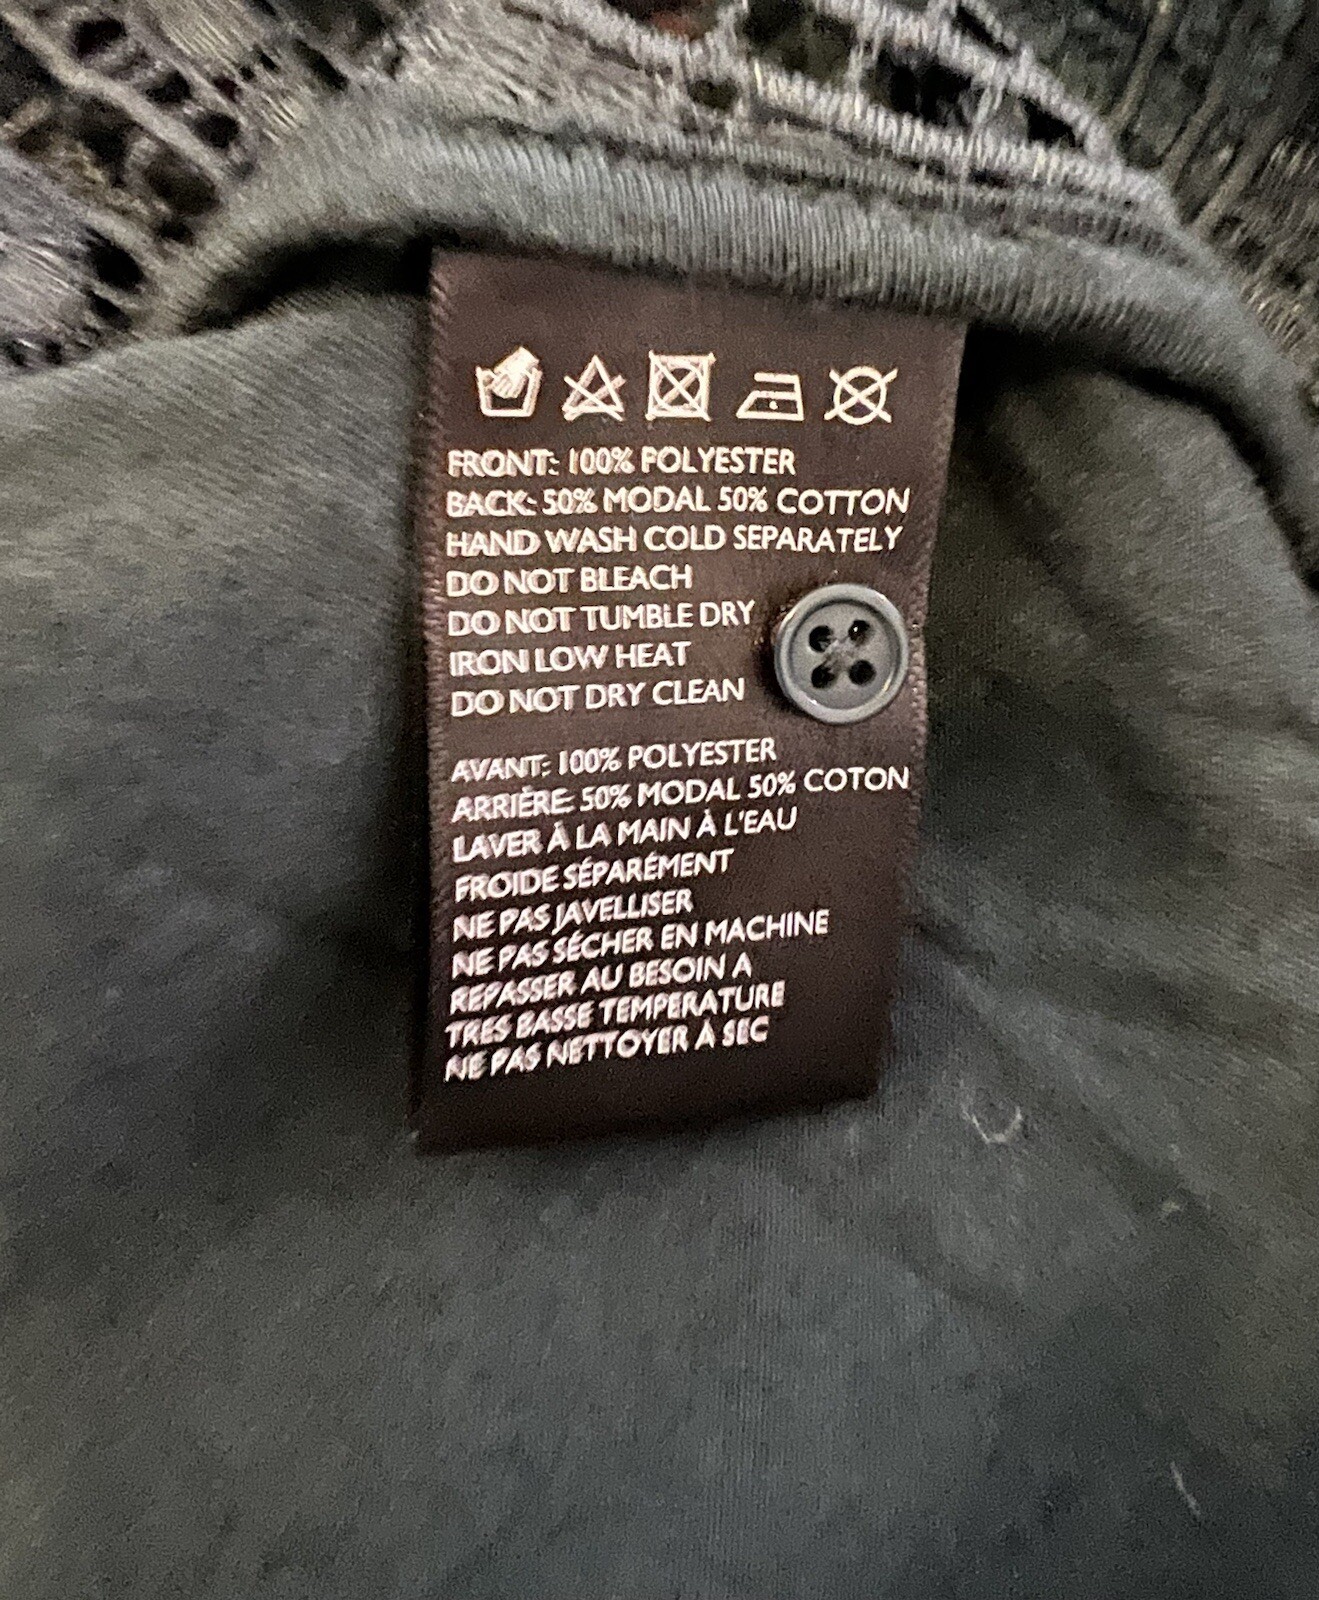 FRONT: 100% POLYESTER
BACK: 50% MODAL 50% COTTON
HAND WASH COLD SEPARATELY
DO NOT BLEACH
DO NOT TUMBLE DRY
IRON LOW HEAT
DO NOT DRY CLEAN
AVANT: 100% POLYESTER
ARRIÈRE: 50% MODAL 50% COTON
LAVER À LA MAIN À L'EAU
FROIDE SÉPARÉMENT
NE PAS JAVELLISER
NE PAS SÉCHER EN MACHINE
REPASSER AU BESOIN A
TRES BASSE TEMPERATURE
NE PAS NETTOYER À SEC